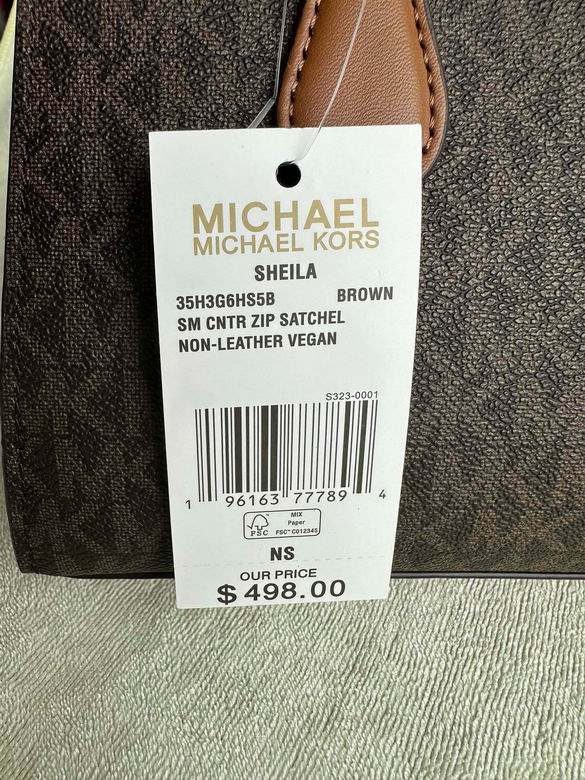 MICHAEL
MICHAEL KORS
SHEILA
35H3G6HS5B BROWN
SM CNTR ZIP SATCHEL
NON-LEATHER VEGAN
S323-0001
1 96163 77789 4
FSC
MIX
Paper
FSC™ C012345
NS
OUR PRICE
$498.00